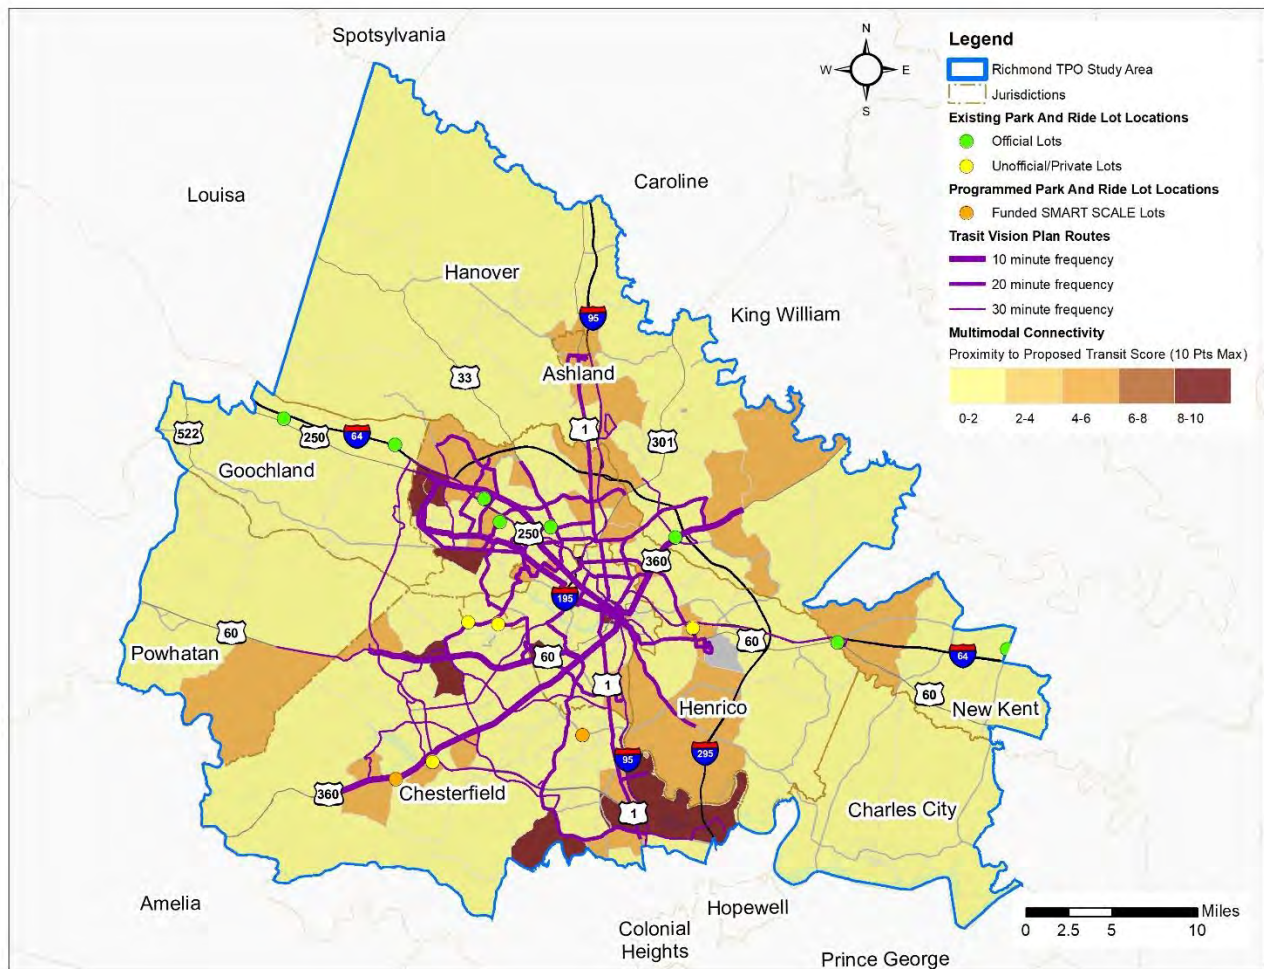 Spotsylvania
N
W
E
S
Louisa
Caroline
Hanover
King William
95
33
Ashland
1
301
522
250
64
Goochland
250
360
195
60
Powhatan
60
60
1
Henrico
64
60
New Kent
95
295
360
Chesterfield
1
Charles City
Amelia
Hopewell
Colonial
Heights
Prince George
Legend
Richmond TPO Study Area
Jurisdictions
Existing Park And Ride Lot Locations
Official Lots
Unofficial/Private Lots
Programmed Park And Ride Lot Locations
Funded SMART SCALE Lots
Trasit Vision Plan Routes
10 minute frequency
20 minute frequency
30 minute frequency
Multimodal Connectivity
Proximity to Proposed Transit Score (10 Pts Max)
0-2 2-4 4-6 6-8 8-10
Miles
0 2.5 5 10